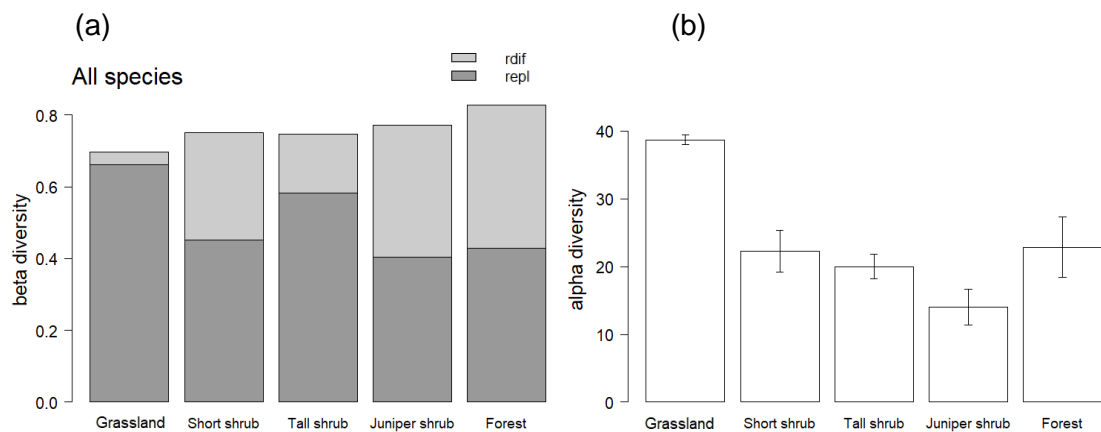 (a)
All species
rdif
repl
beta diversity
0.8
0.6
0.4
0.2
0.0
Grassland Short shrub Tall shrub Juniper shrub Forest
(b)
alpha diversity
40
30
20
10
0
Grassland Short shrub Tall shrub Juniper shrub Forest